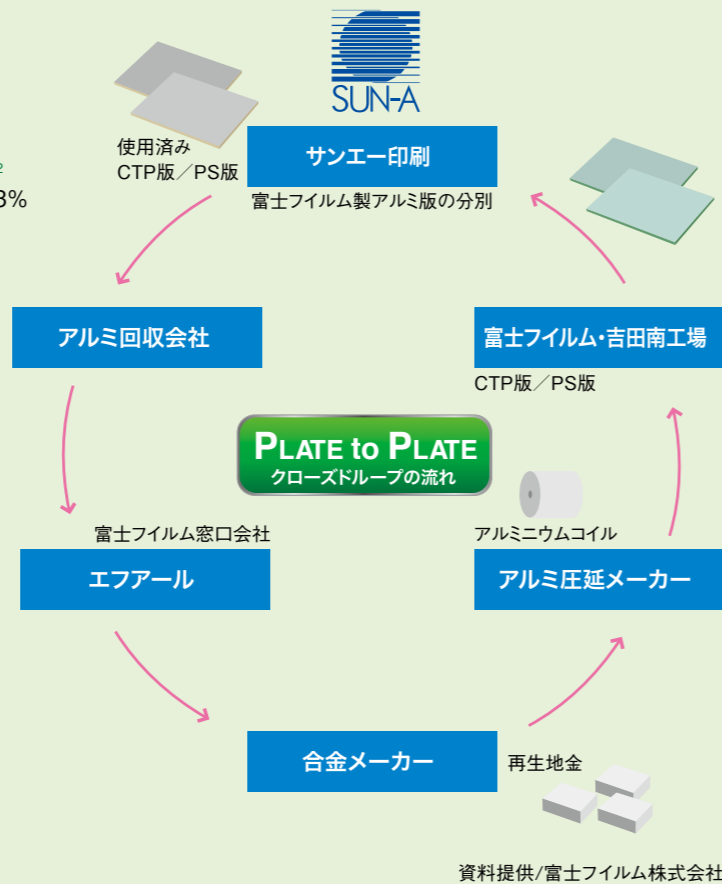 SUN-A
サンエー印刷
富士フイルム製アルミ版の分別
使用済み
CTP版／PS版
2
3%
アルミ回収会社
富士フイルム・吉田南工場
CTP版／PS版
PLATE to PLATE
クローズドループの流れ
富士フイルム窓口会社
エフアール
アルミニウムコイル
アルミ圧延メーカー
合金メーカー
再生地金
資料提供/富士フイルム株式会社